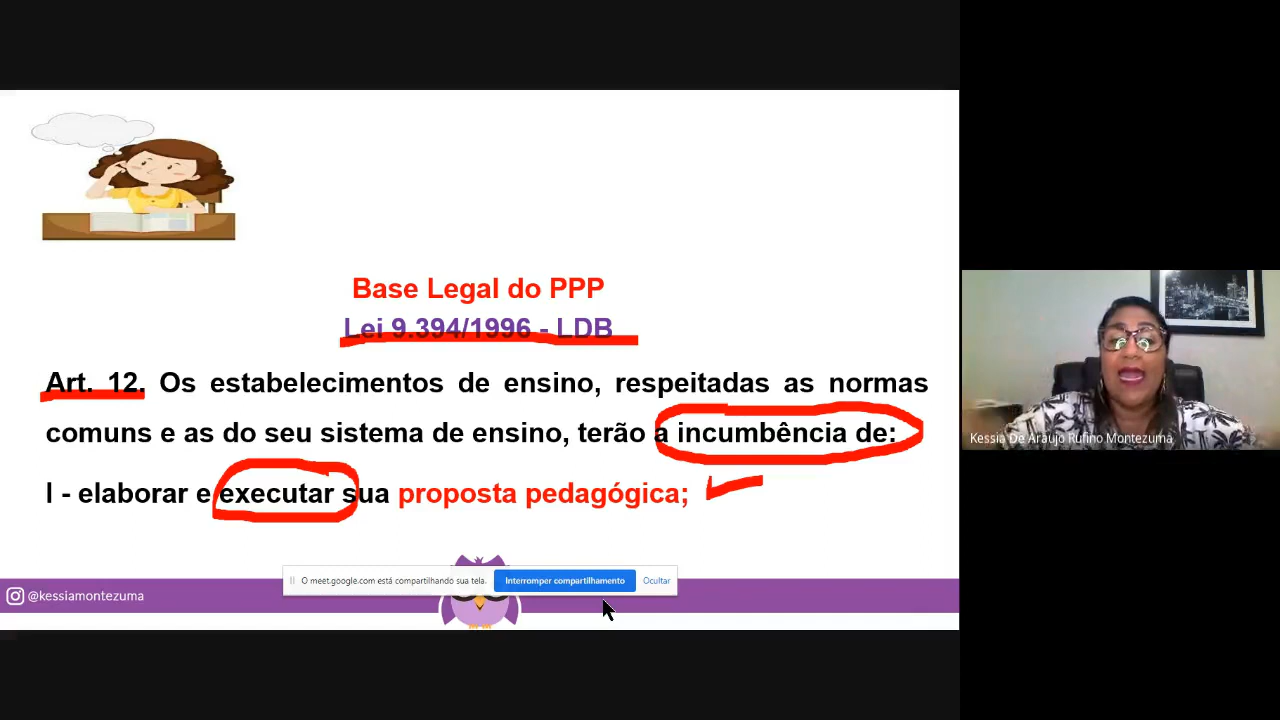 Base Legal do PPP
Lei 9.394/1996 - LDB
Art. 12. Os estabelecimentos de ensino, respeitadas as normas
comuns e as do seu sistema de ensino, terão a incumbência de:
I - elaborar e executar sua proposta pedagógica;
O meet.google.com está compartilhando sua tela.
Interromper compartilhamento
Ocultar
@kessiamontezuma
Kessia De Araujo Rufino Montezuma